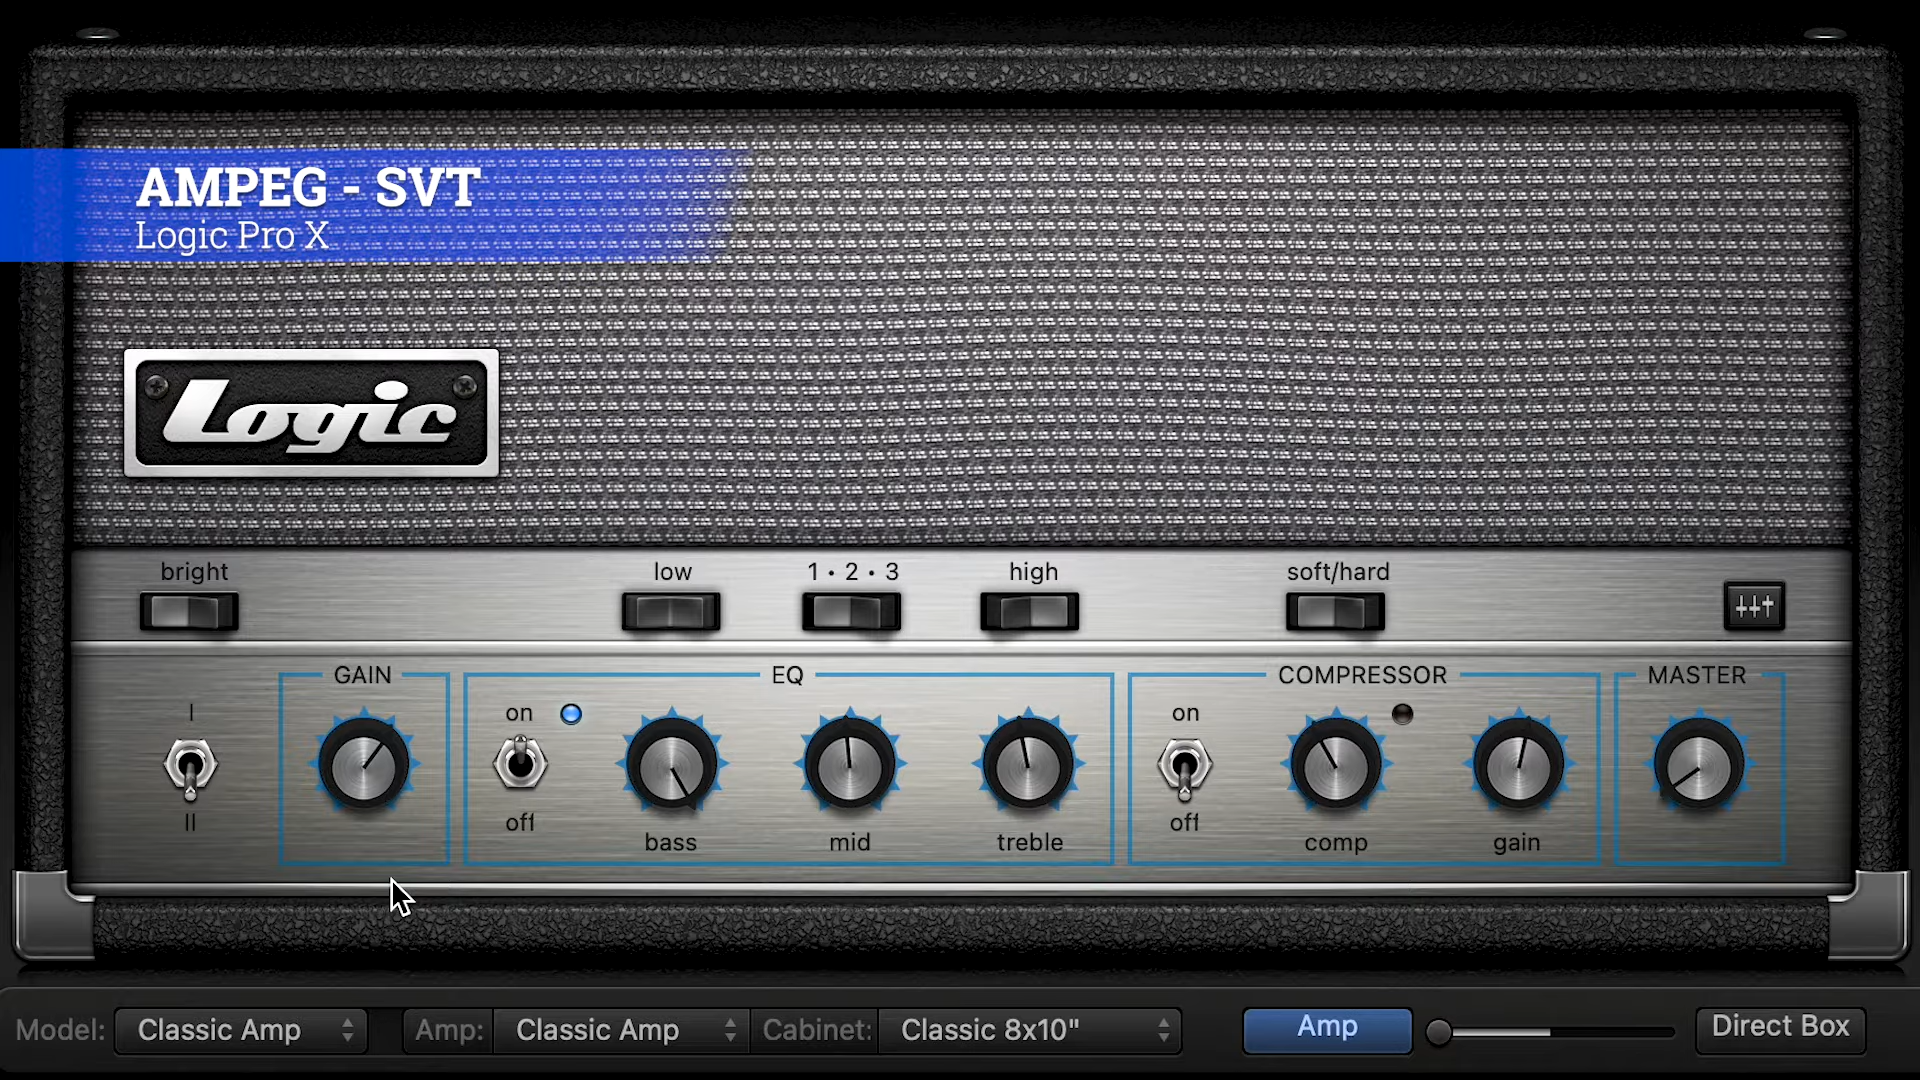 AMPEG - SVT
Logic Pro X
Logic
bright
low
1 • 2 • 3
high
soft/hard
GAIN
EQ
COMPRESSOR
MASTER
I
on
on
II
off
bass
mid
treble
off
comp
gain
Model: Classic Amp
Amp: Classic Amp
Cabinet: Classic 8x10"
Amp
Direct Box